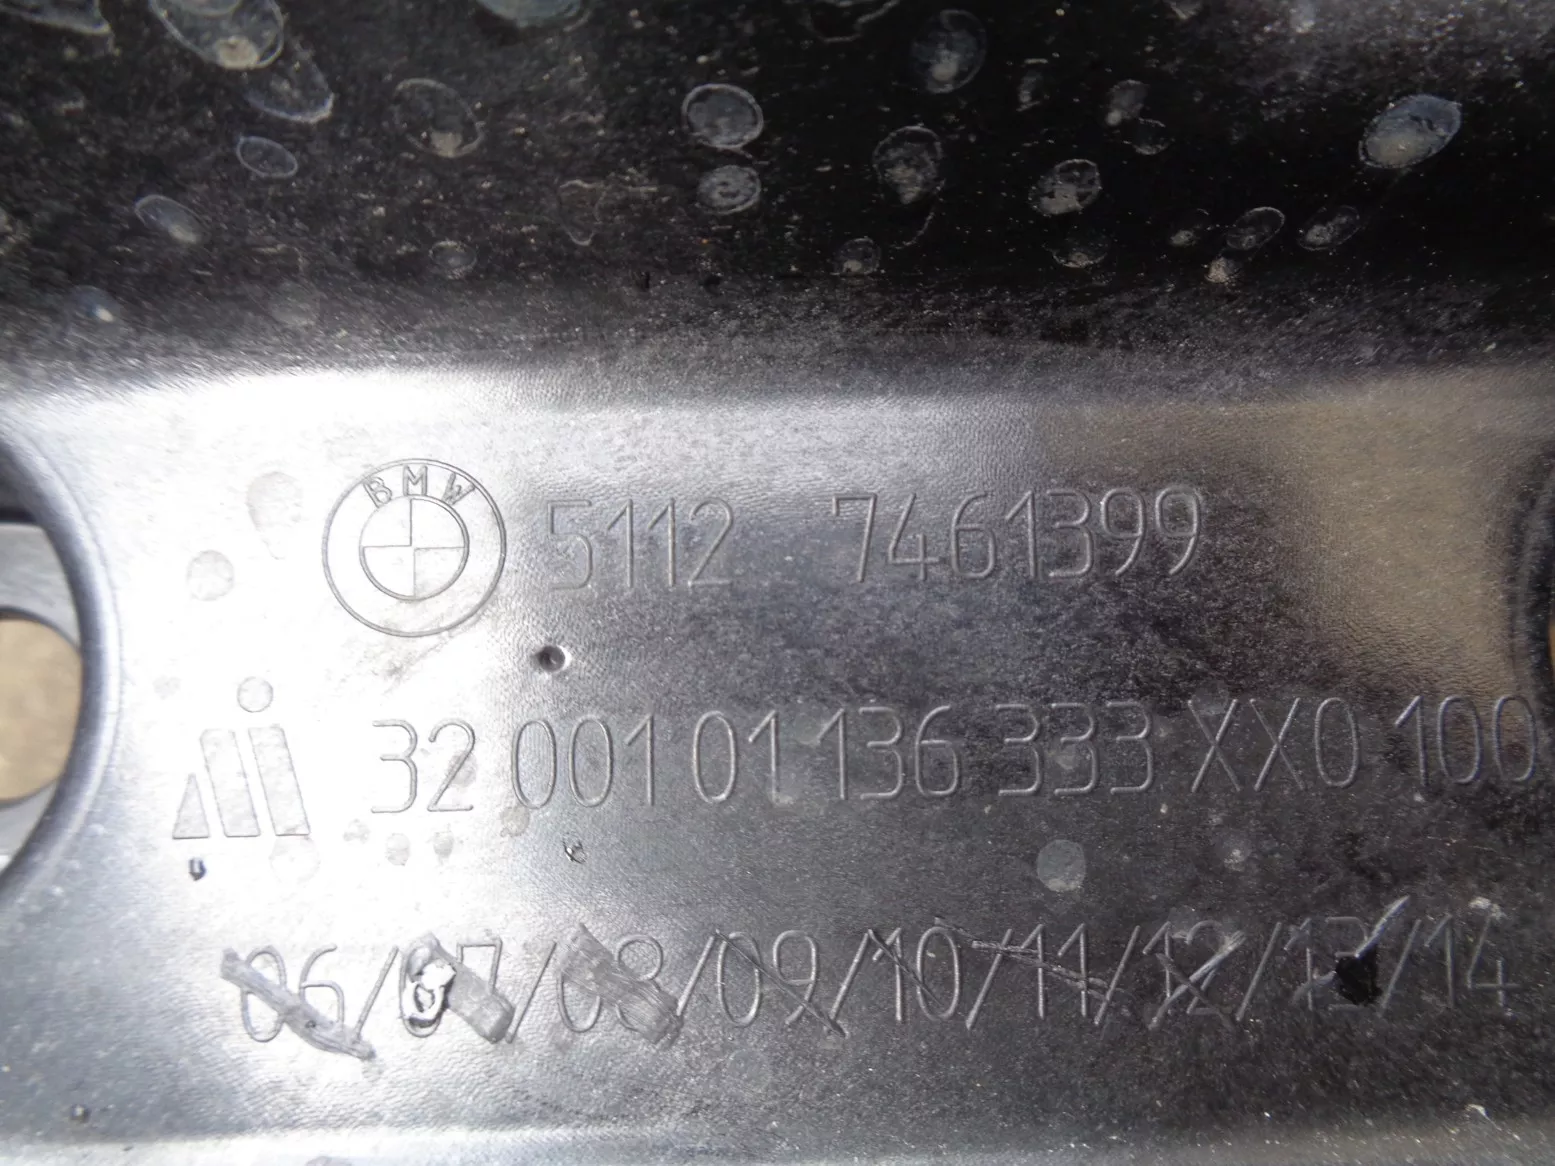 BMW 5112 7461399
32 001 01 136 333 XX0 100
06/07/08/09/10/11/12/13/14